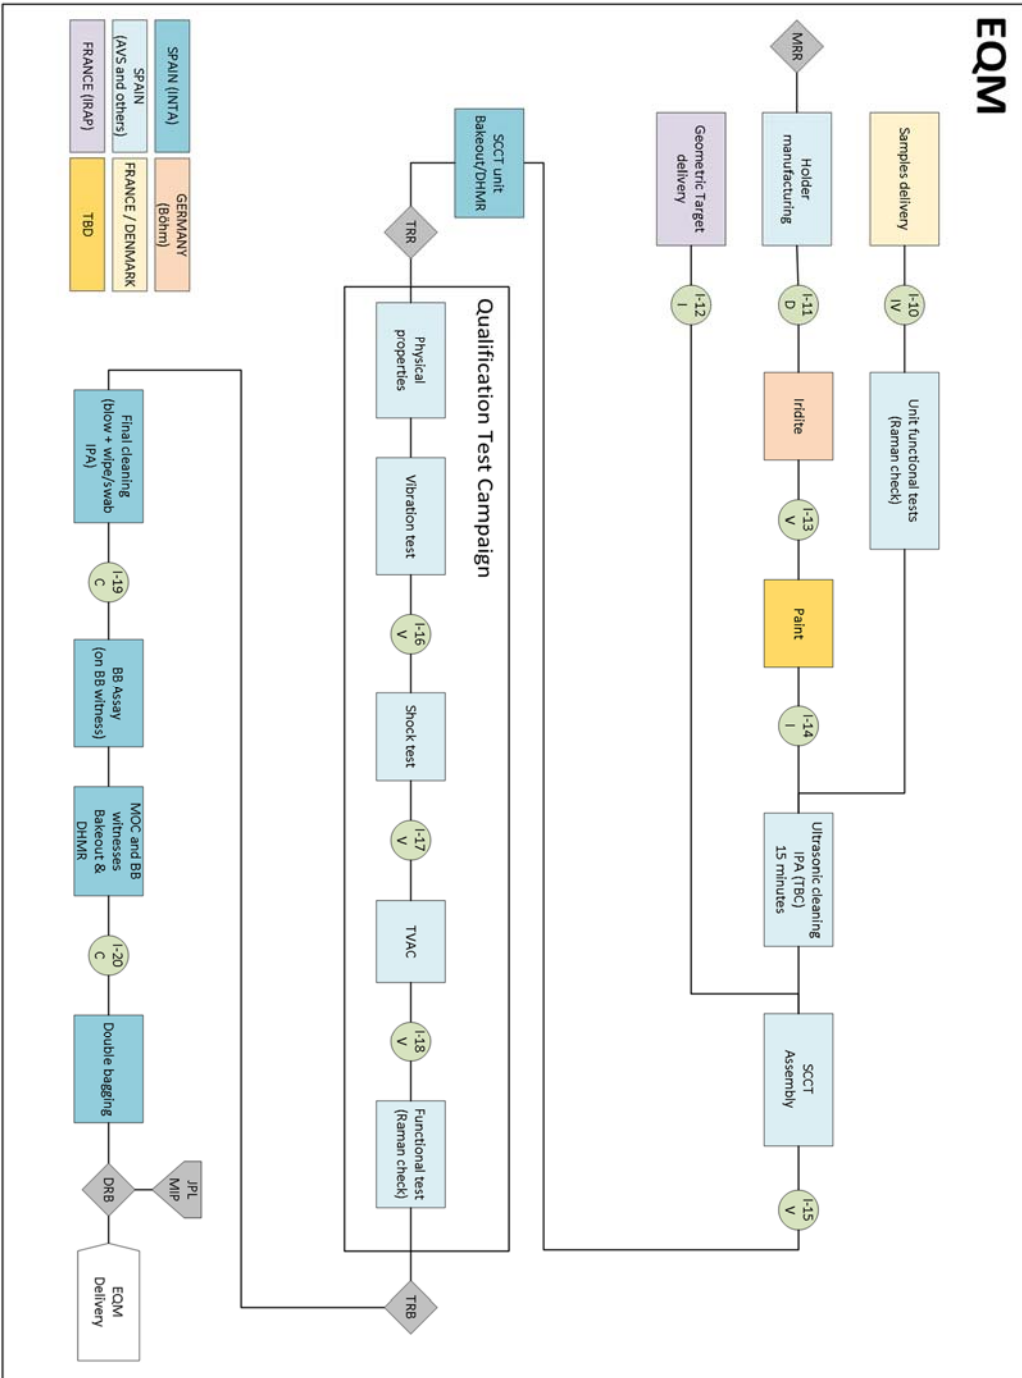 EQM
Samples delivery
I-10
IV
Unit functional tests
(Raman check)
MRR
Holder
manufacturing
I-11
D
Iridite
I-13
V
Paint
I-14
I
Ultrasonic cleaning
IPA (TBC)
15 minutes
SCCT
Assembly
I-15
V
Geometric Target
delivery
I-12
I
SCCT unit
Bakeout/DHMR
TRR
Qualification Test Campaign
Physical
properties
Vibration test
I-16
V
Shock test
I-17
V
TVAC
I-18
V
Functional test
(Raman check)
TRB
Final cleaning
(blow + wipe/swab
IPA)
I-19
C
BB Assay
(on BB witness)
MOC and BB
witnesses
Bakeout &
DHMR
I-20
C
Double bagging
DRB
JPL
MIP
EQM
Delivery
SPAIN (INTA)
GERMANY
(Böhm)
SPAIN
(AVS and others)
FRANCE / DENMARK
FRANCE (IRAP)
TBD